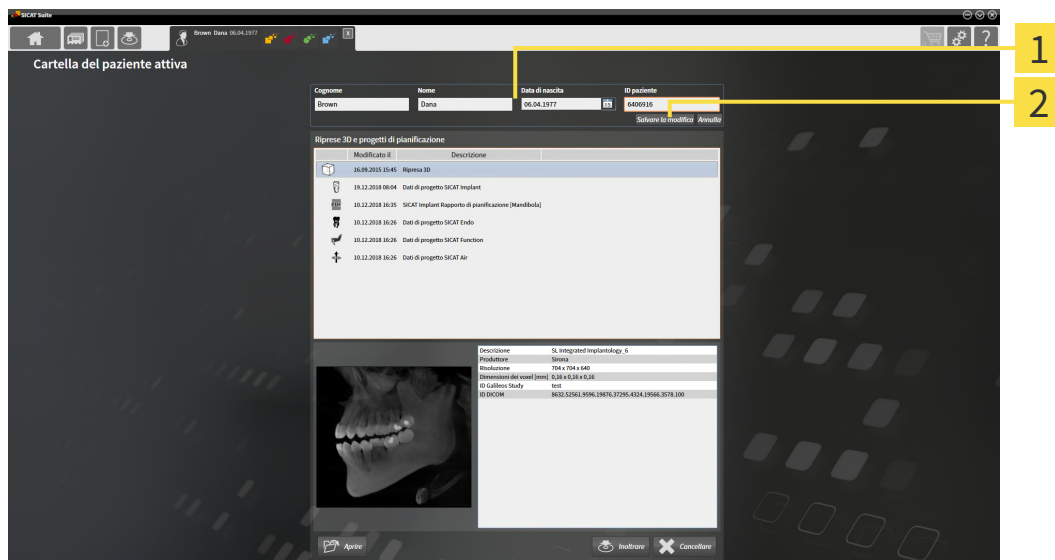 SICAT Suite
Brown Dana 06.04.1977
x
?
Cartella del paziente attiva
1
2
Cognome Nome Data di nascita ID paziente
Brown Dana 06.04.1977 15 6406916
Salvare la modifica Annulla
Riprese 3D e progetti di pianificazione
Modificato il Descrizione
16.09.2015 15:45 Ripresa 3D
19.12.2018 08:04 Dati di progetto SICAT Implant
10.12.2018 16:35 SICAT Implant Rapporto di pianificazione [Mandibola]
10.12.2018 16:26 Dati di progetto SICAT Endo
10.12.2018 16:26 Dati di progetto SICAT Function
10.12.2018 16:26 Dati di progetto SICAT Air
Descrizione SL Integrated Implantology_6
Produttore Sirona
Risoluzione 704 x 704 x 640
Dimensioni dei voxel [mm] 0,16 x 0,16 x 0,16
ID Galileos Study test
ID DICOM 8632.52561.9596.19876.37295.4324.19566.3578.100
Aprire Inoltrare Cancellare